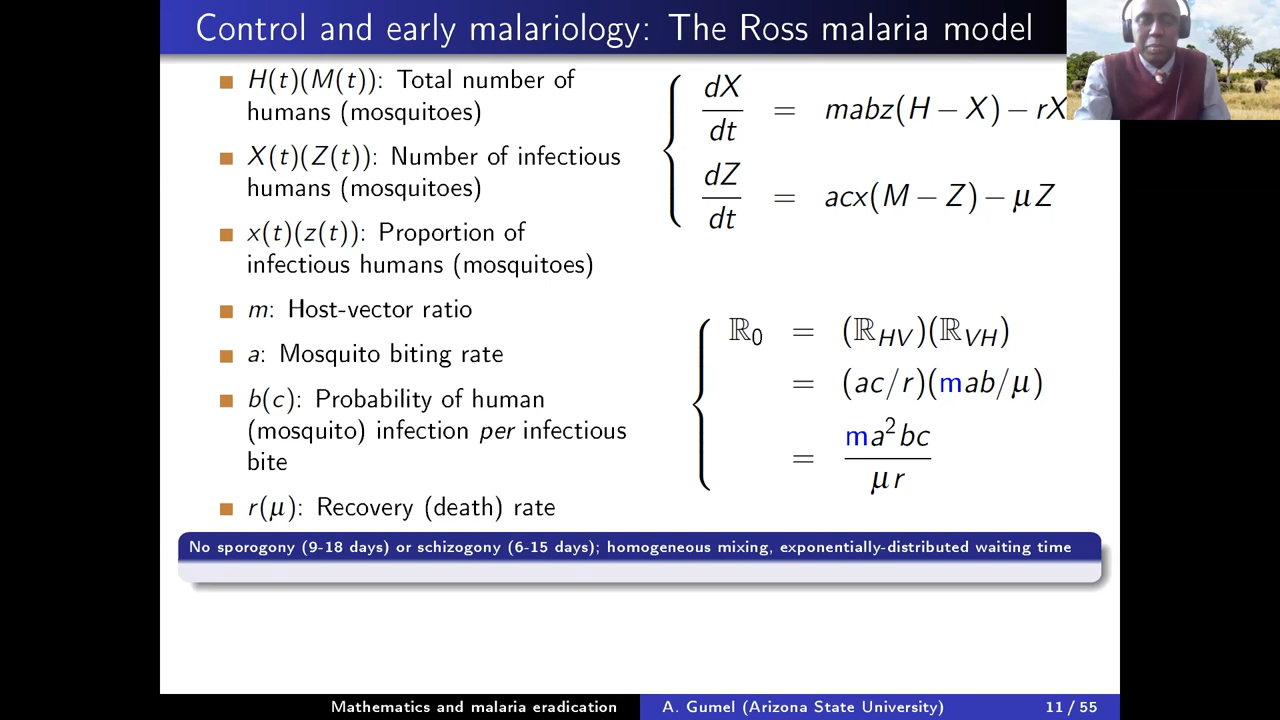 Control and early malariology: The Ross malaria model
H(t)(M(t)): Total number of
humans (mosquitoes)
X(t)(Z(t)): Number of infectious
humans (mosquitoes)
x(t)(z(t)): Proportion of
infectious humans (mosquitoes)
m: Host-vector ratio
a: Mosquito biting rate
b(c): Probability of human
(mosquito) infection per infectious
bite
r(μ): Recovery (death) rate
dX/dt = mabz(H − X) − rX
dZ/dt = acx(M − Z) − μZ
ℝ₀ = (ℝ_HV)(ℝ_VH)
= (ac/r)(mab/μ)
= ma²bc/μr
No sporogony (9-18 days) or schizogony (6-15 days); homogeneous mixing, exponentially-distributed waiting time
Mathematics and malaria eradication A. Gumel (Arizona State University) 11 / 55